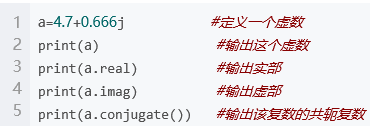 1 a=4.7+0.666j #定义一个虚数
2 print(a) #输出这个虚数
3 print(a.real) #输出实部
4 print(a.imag) #输出虚部
5 print(a.conjugate()) #输出该复数的共轭复数